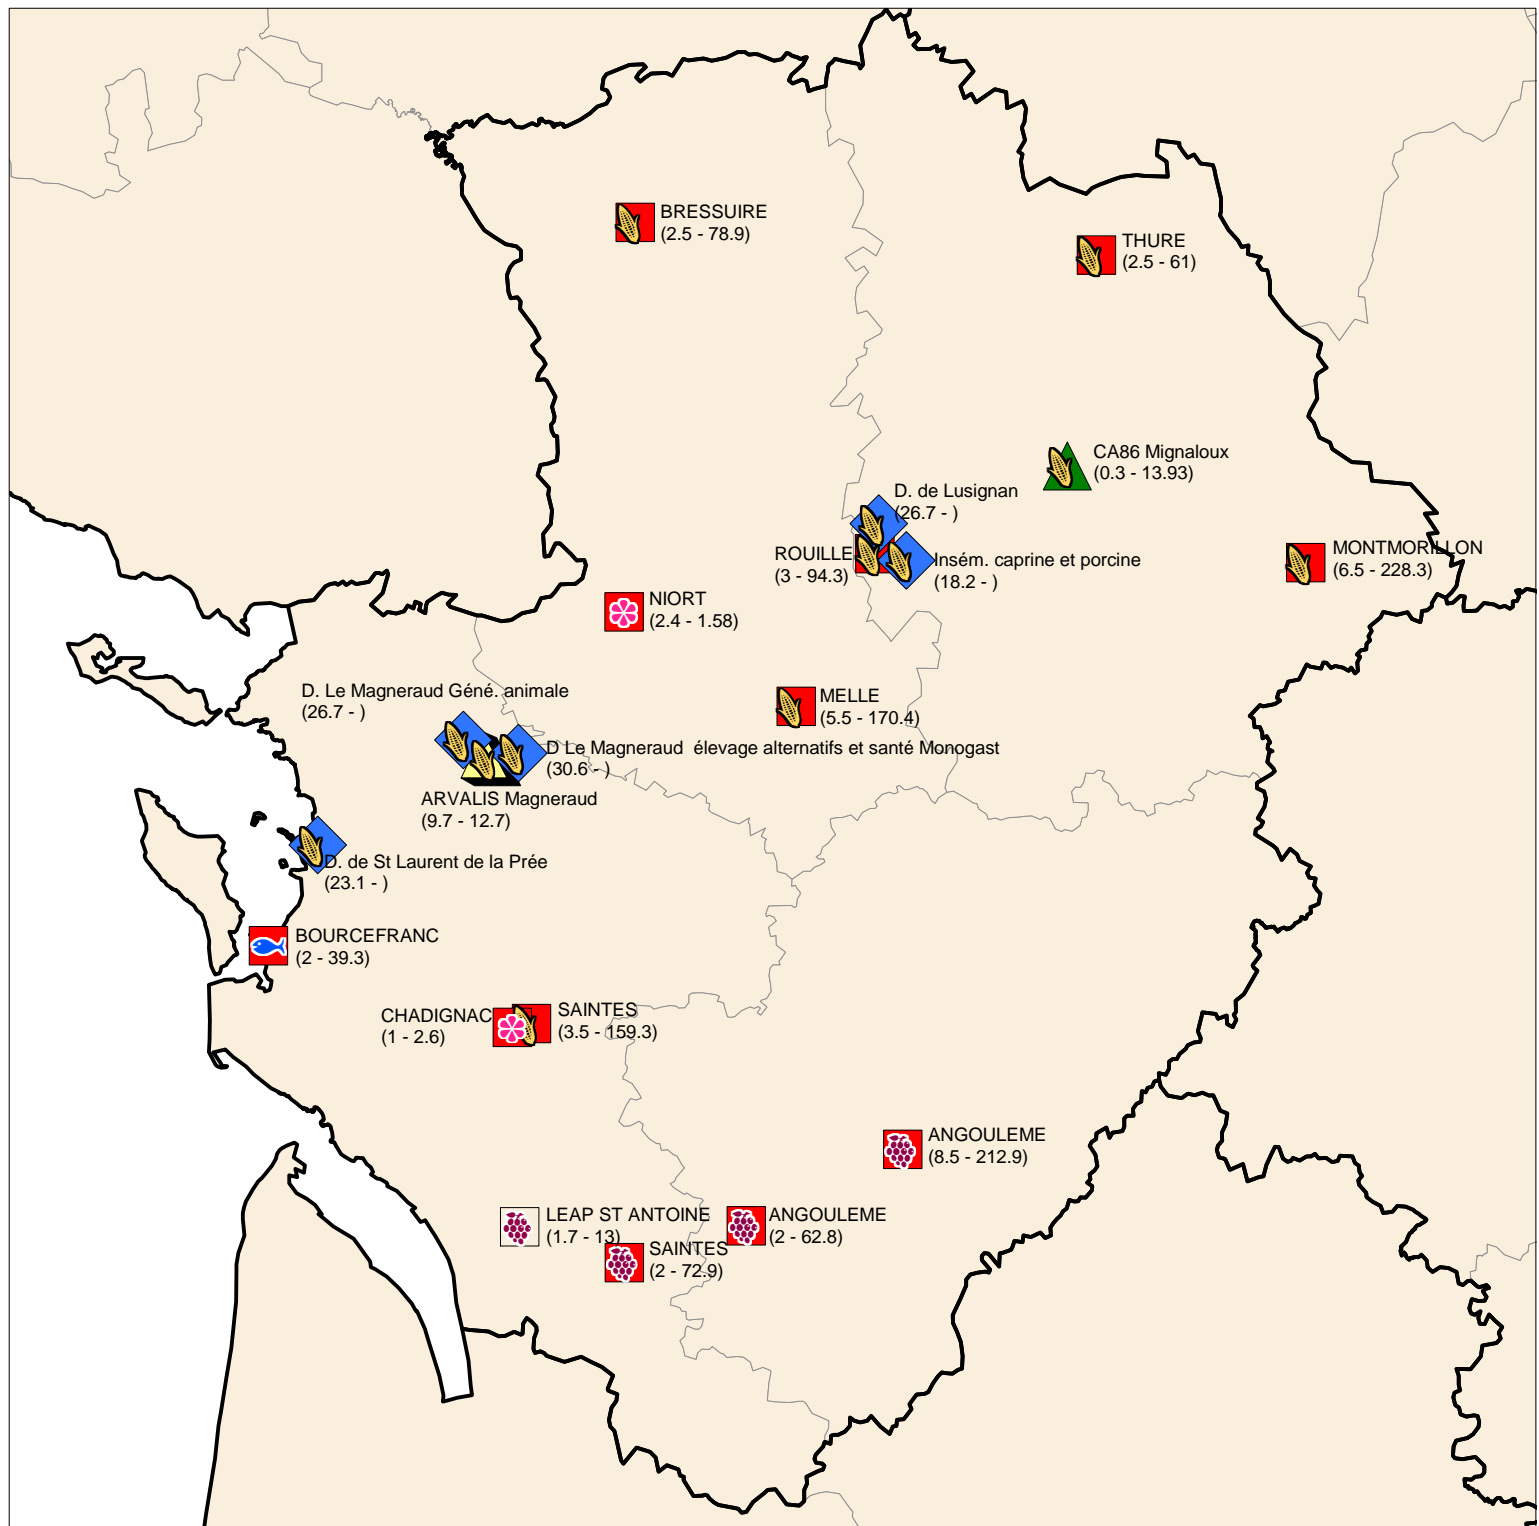 BRESSUIRE
(2.5 - 78.9)
THURE
(2.5 - 61)
CA86 Mignaloux
(0.3 - 13.93)
D. de Lusignan
(26.7 - )
ROUILLE
(3 - 94.3)
Insém. caprine et porcine
(18.2 - )
MONTMORILLON
(6.5 - 228.3)
NIORT
(2.4 - 1.58)
D. Le Magneraud Géné. animale
(26.7 - )
MELLE
(5.5 - 170.4)
D Le Magneraud  élevage alternatifs et santé Monogast
(30.6 - )
ARVALIS Magneraud
(9.7 - 12.7)
D. de St Laurent de la Prée
(23.1 - )
BOURCEFRANC
(2 - 39.3)
CHADIGNAC
(1 - 2.6)
SAINTES
(3.5 - 159.3)
ANGOULEME
(8.5 - 212.9)
LEAP ST ANTOINE
(1.7 - 13)
ANGOULEME
(2 - 62.8)
SAINTES
(2 - 72.9)